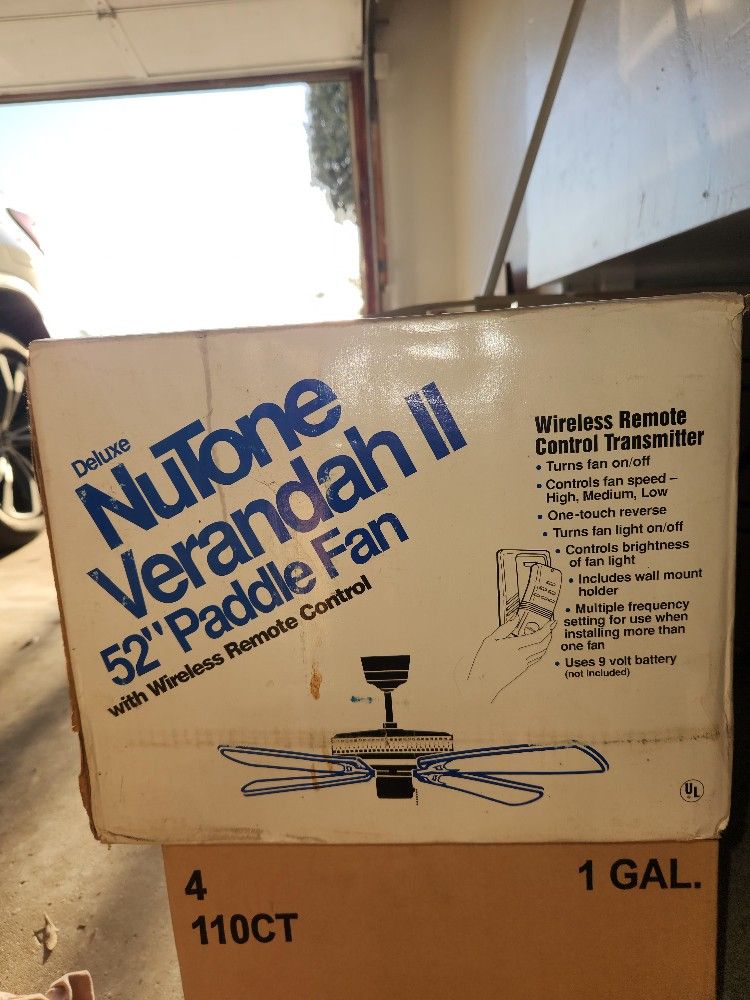 Deluxe
NuTone
Verandah II
52" Paddle Fan
with Wireless Remote Control
Wireless Remote
Control Transmitter
• Turns fan on/off
• Controls fan speed –
High, Medium, Low
• One-touch reverse
• Turns fan light on/off
• Controls brightness
of fan light
• Includes wall mount
holder
• Multiple frequency
setting for use when
installing more than
one fan
• Uses 9 volt battery
(not included)
UL
4
1 GAL.
110CT